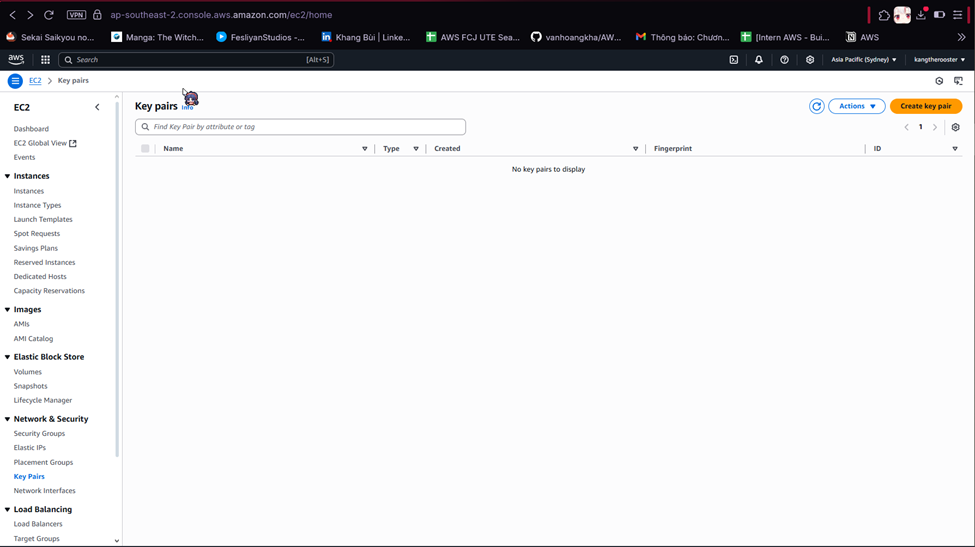 VPN ap-southeast-2.console.aws.amazon.com/ec2/home
Sekai Saikyou no... Manga: The Witch... FesliyanStudios -... Khang Bùi | Linke... AWS FCJ UTE Sea... vanhoangkha/AW... Thông báo: Chươn... [Intern AWS - Bui... AWS
aws Search [Alt+S] Asia Pacific (Sydney) kangtherooster
EC2 Key pairs
EC2
Dashboard
EC2 Global View
Events
Instances
Instances
Instance Types
Launch Templates
Spot Requests
Savings Plans
Reserved Instances
Dedicated Hosts
Capacity Reservations
Images
AMIs
AMI Catalog
Elastic Block Store
Volumes
Snapshots
Lifecycle Manager
Network & Security
Security Groups
Elastic IPs
Placement Groups
Key Pairs
Network Interfaces
Load Balancing
Load Balancers
Target Groups
Key pairs Info Actions Create key pair
Find Key Pair by attribute or tag 1
Name Type Created Fingerprint ID
No key pairs to display